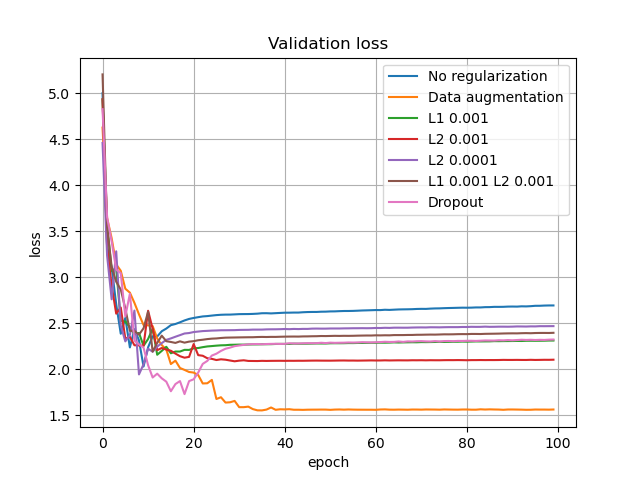 Validation loss
loss
5.0
4.5
4.0
3.5
3.0
2.5
2.0
1.5
No regularization
Data augmentation
L1 0.001
L2 0.001
L2 0.0001
L1 0.001 L2 0.001
Dropout
0 20 40 60 80 100
epoch